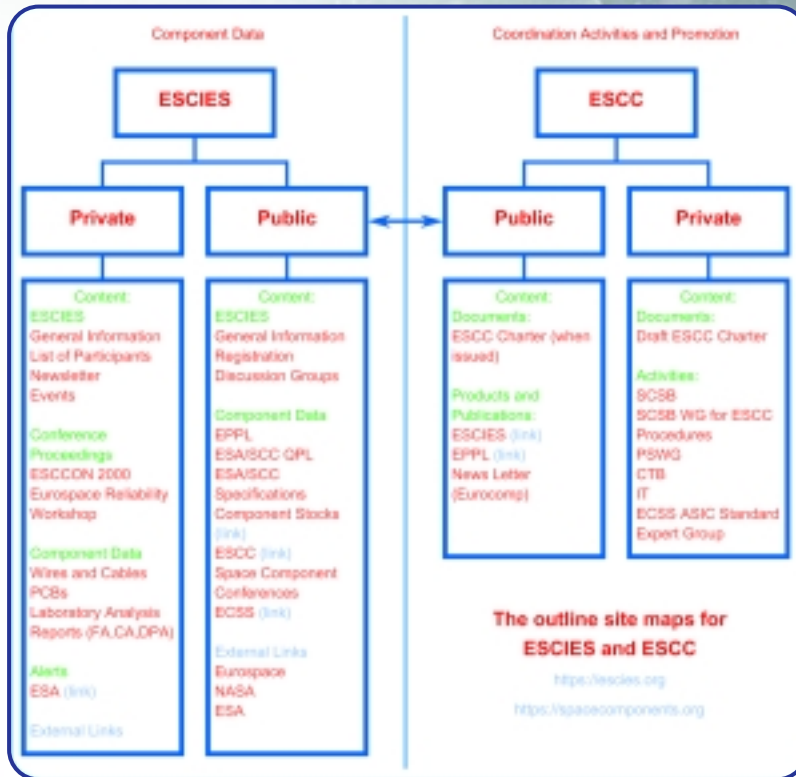 Component Data
ESCIES
Private
Public
Content:
ESCIES
General Information
List of Participants
Newsletter
Events
Conference
Proceedings
ESCCON 2000
Eurospace Reliability
Workshop
Component Data
Wires and Cables
PCBs
Laboratory Analysis
Reports (FA,CA,DPA)
Alerts
ESA (link)
External Links
Content:
ESCIES
General Information
Registration
Discussion Groups
Component Data
EPPL
ESA/SCC QPL
ESA/SCC
Specifications
Component Stocks
(link)
ESCC (link)
Space Component
Conferences
ECSS (link)
External Links
Eurospace
NASA
ESA
Coordination Activities and Promotion
ESCC
Public
Private
Content:
Documents:
ESCC Charter (when
issued)
Products and
Publications:
ESCIES (link)
EPPL (link)
News Letter
(Eurocomp)
Content:
Documents:
Draft ESCC Charter
Activities:
SCSB
SCSB WG for ESCC
Procedures
PSWG
CTB
IT
ECSS ASIC Standard
Expert Group
The outline site maps for
ESCIES and ESCC
https://escies.org
https://spacecomponents.org